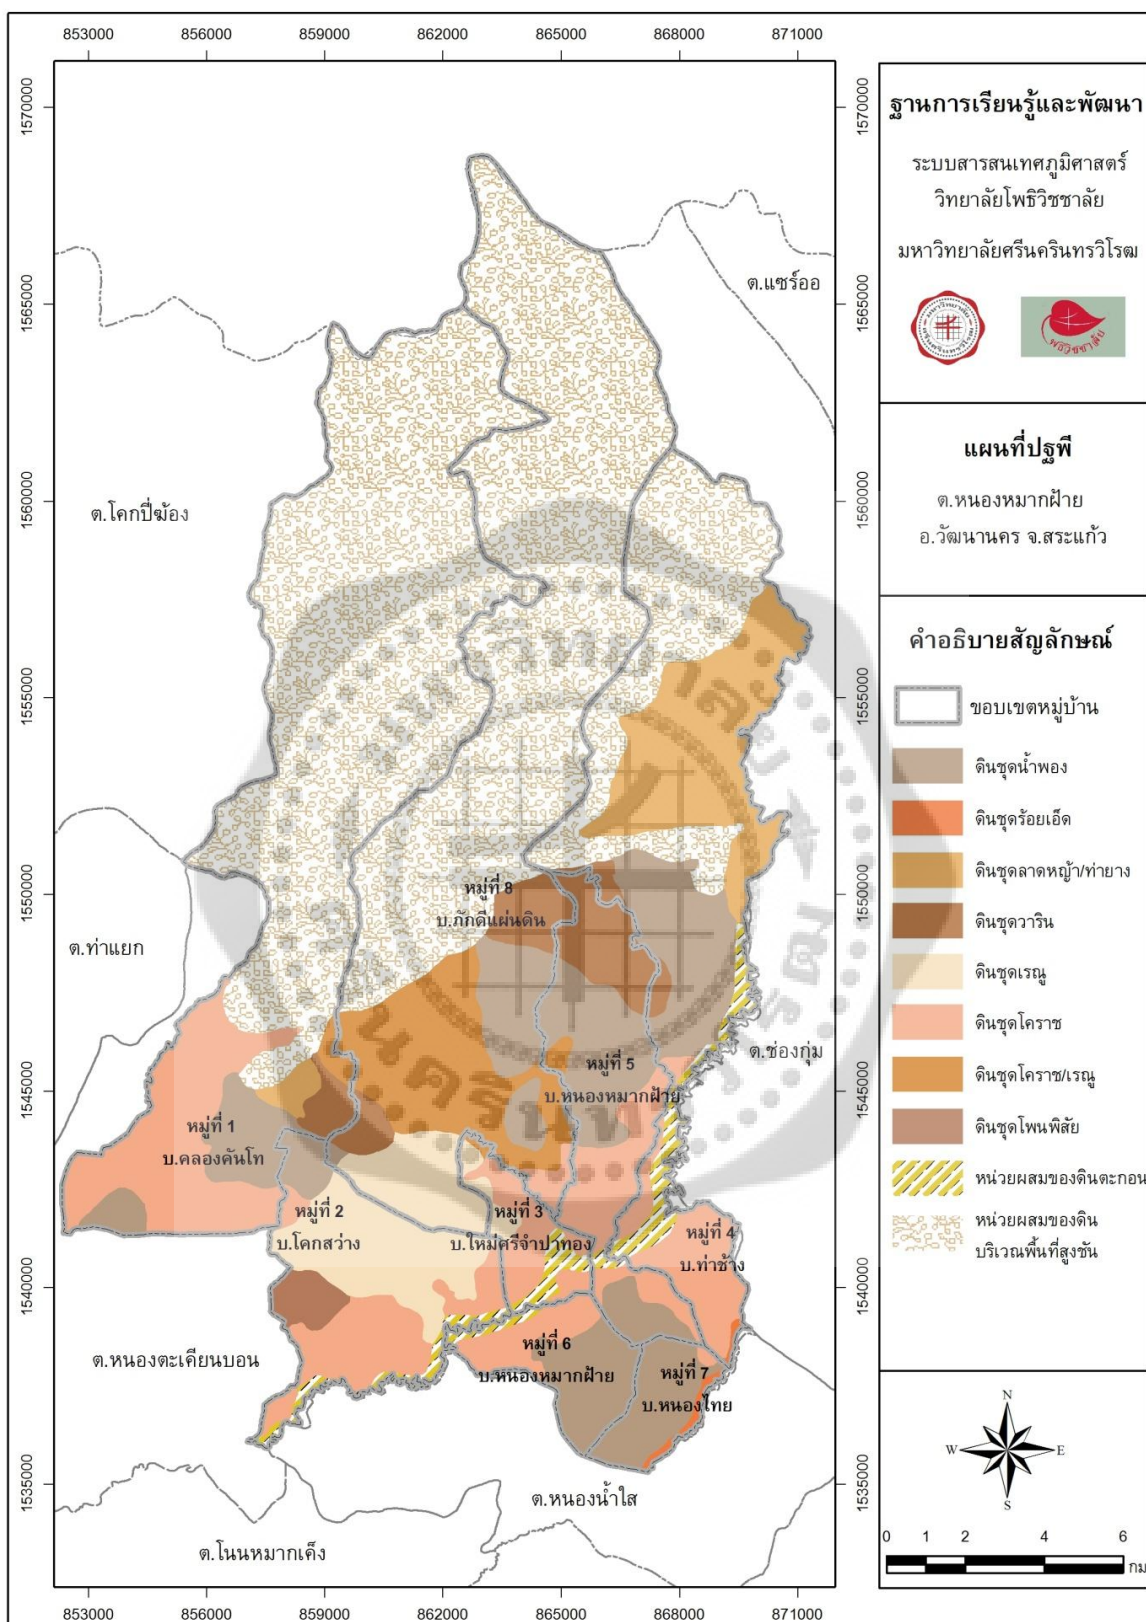 853000 856000 859000 862000 865000 868000 871000
1570000 1570000
1565000 1565000
1560000 1560000
1555000 1555000
1550000 1550000
1545000 1545000
1540000 1540000
1535000 1535000
ต.แซร์ออ
ต.โคกปี่ฆ้อง
ต.ท่าแยก
ต.ช่องกุ่ม
ต.หนองตะเคียนบอน
ต.หนองน้ำใส
ต.โนนหมากเค็ง
หมู่ที่ 8
บ.ภักดีแผ่นดิน
หมู่ที่ 5
บ.หนองหมากฝ้าย
หมู่ที่ 1
บ.คลองคันโท
หมู่ที่ 2
บ.โคกสว่าง
หมู่ที่ 3
บ.ใหม่ศรีจำปาทอง
หมู่ที่ 4
บ.ท่าช้าง
หมู่ที่ 6
บ.หนองหมากฝ้าย
หมู่ที่ 7
บ.หนองไทย
853000 856000 859000 862000 865000 868000 871000
ฐานการเรียนรู้และพัฒนา
ระบบสารสนเทศภูมิศาสตร์
วิทยาลัยโพธิวิชชาลัย
มหาวิทยาลัยศรีนครินทรวิโรฒ
แผนที่ปฐพี
ต.หนองหมากฝ้าย
อ.วัฒนานคร จ.สระแก้ว
คำอธิบายสัญลักษณ์
ขอบเขตหมู่บ้าน
ดินชุดน้ำพอง
ดินชุดร้อยเอ็ด
ดินชุดลาดหญ้า/ท่ายาง
ดินชุดวาริน
ดินชุดเรณู
ดินชุดโคราช
ดินชุดโคราช/เรณู
ดินชุดโพนพิสัย
หน่วยผสมของดินตะกอน
หน่วยผสมของดิน
บริเวณพื้นที่สูงชัน
N
W E
S
0 1 2 4 6
กม